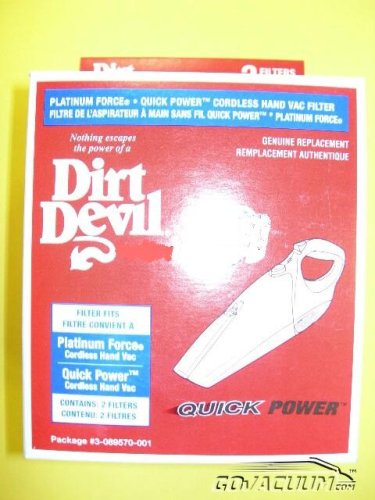 Dirt
2 FILTERS
PLATINUM FORCE® · QUICK POWER™ CORDLESS HAND VAC FILTER
FILTRE DE L'ASPIRATEUR À MAIN SANS FIL QUICK POWER™ · PLATINUM FORCE®
Nothing escapes
the power of a
GENUINE REPLACEMENT
REMPLACEMENT AUTHENTIQUE
Dirt
Devil
FILTER FITS
FILTRE CONVIENT A
Platinum Force®
Cordless Hand Vac
Quick Power™
Cordless Hand Vac
CONTAINS: 2 FILTERS
CONTENU: 2 FILTRES
QUICK POWER™
Package #3-089570-001
GOVACUUM.com™